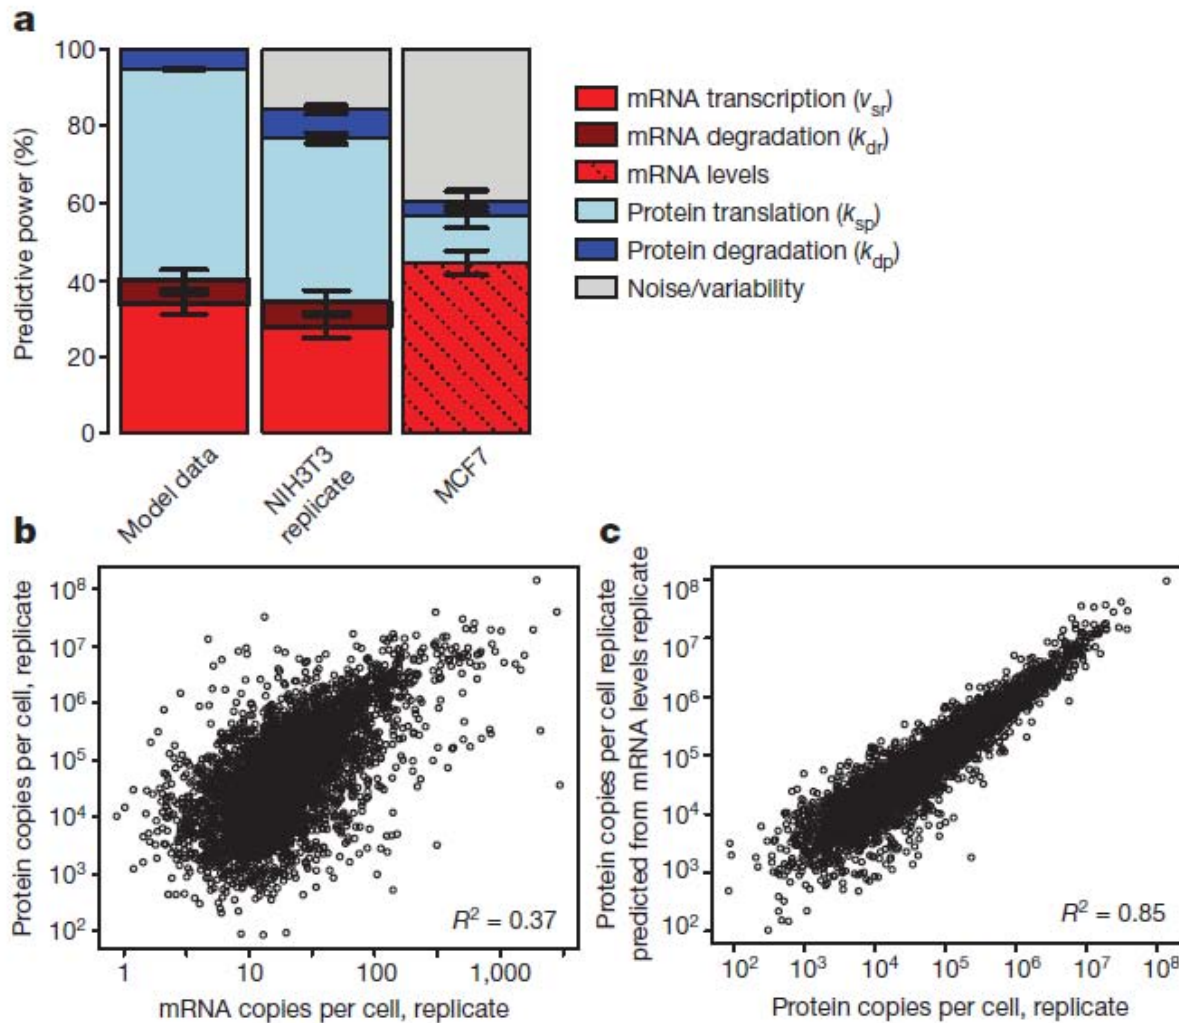 a
100
80
60
40
20
0
Predictive power (%)
Model data
NIH3T3
replicate
MCF7
mRNA transcription (vsr)
mRNA degradation (kdr)
mRNA levels
Protein translation (ksp)
Protein degradation (kdp)
Noise/variability
b
Protein copies per cell, replicate
10⁸
10⁷
10⁶
10⁵
10⁴
10³
10²
R² = 0.37
1
10
100
1,000
mRNA copies per cell, replicate
c
Protein copies per cell replicate
predicted from mRNA levels replicate
10⁸
10⁷
10⁶
10⁵
10⁴
10³
10²
R² = 0.85
10²
10³
10⁴
10⁵
10⁶
10⁷
10⁸
Protein copies per cell, replicate